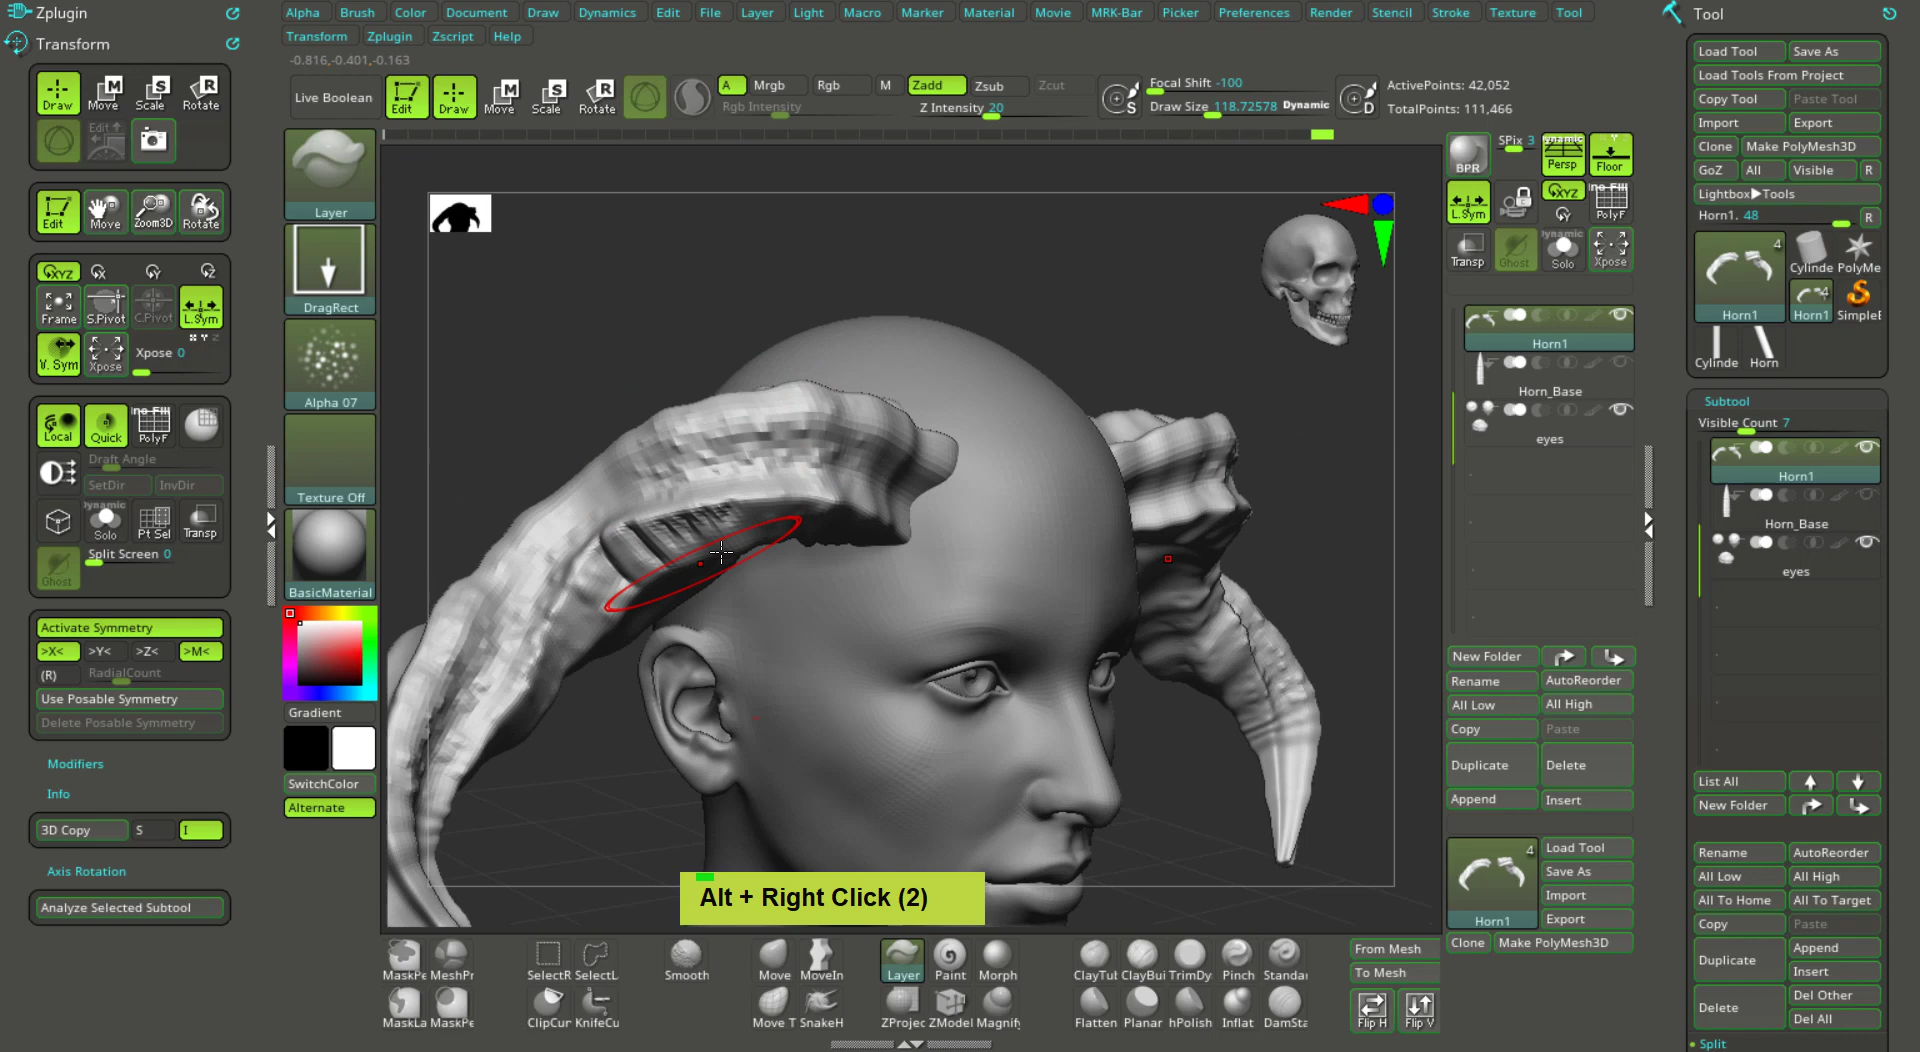 Zplugin
Transform
Draw Move Scale Rotate
Edit
Edit Move Zoom3D Rotate
XYZ X Y Z
Frame S.Pivot C.Pivot L.Sym
V. Sym Xpose Xpose 0
Local Quick PolyF
Draft Angle
SetDir InvDir
Dynamic
Solo Pt Sel Transp
Ghost Split Screen 0
Activate Symmetry
>X< >Y< >Z< >M<
(R) RadialCount
Use Posable Symmetry
Delete Posable Symmetry
Modifiers
Info
3D Copy S I
Axis Rotation
Analyze Selected Subtool
Alpha Brush Color Document Draw Dynamics Edit File Layer Light Macro Marker Material Movie MRK-Bar Picker Preferences Render Stencil Stroke Texture Tool
Transform Zplugin Zscript Help
-0.816,-0.401,-0.163
Live Boolean Edit Draw Move Scale Rotate
A Mrgb Rgb M Zadd Zsub Zcut
Rgb Intensity Z Intensity 20
S Focal Shift -100
Draw Size 118.72578 Dynamic
D ActivePoints: 42,052
TotalPoints: 111,466
Layer
DragRect
Alpha 07
Texture Off
BasicMaterial
Gradient
SwitchColor
Alternate
Alt + Right Click (2)
MaskPe MeshPr SelectR SelectL Smooth Move MoveIn Layer Paint Morph ClayTul ClayBui TrimDy Pinch Standar
MaskLa MaskPe ClipCur KnifeCu Move T SnakeH ZProjec ZModel Magnify Flatten Planar hPolish Inflat DamSta
From Mesh
To Mesh
Flip H Flip V
BPR SPix 3 Dynamic Persp Floor
L.Sym XYZ Y PolyF
Transp Ghost Dynamic Solo Xpose
Horn1
Horn_Base
eyes
New Folder
Rename AutoReorder
All Low All High
Copy Paste
Duplicate Delete
Append Insert
4 Load Tool
Save As
Import
Horn1 Export
Clone Make PolyMesh3D
Tool
Load Tool Save As
Load Tools From Project
Copy Tool Paste Tool
Import Export
Clone Make PolyMesh3D
GoZ All Visible R
Lightbox▶Tools
Horn1. 48 R
4 Cylinde PolyMe
Horn1 4 Horn1 SimpleE
Cylinde Horn
Subtool
Visible Count 7
Horn1
Horn_Base
eyes
List All
New Folder
Rename AutoReorder
All Low All High
All To Home All To Target
Copy Paste
Duplicate Append
Insert
Delete Del Other
Del All
Split